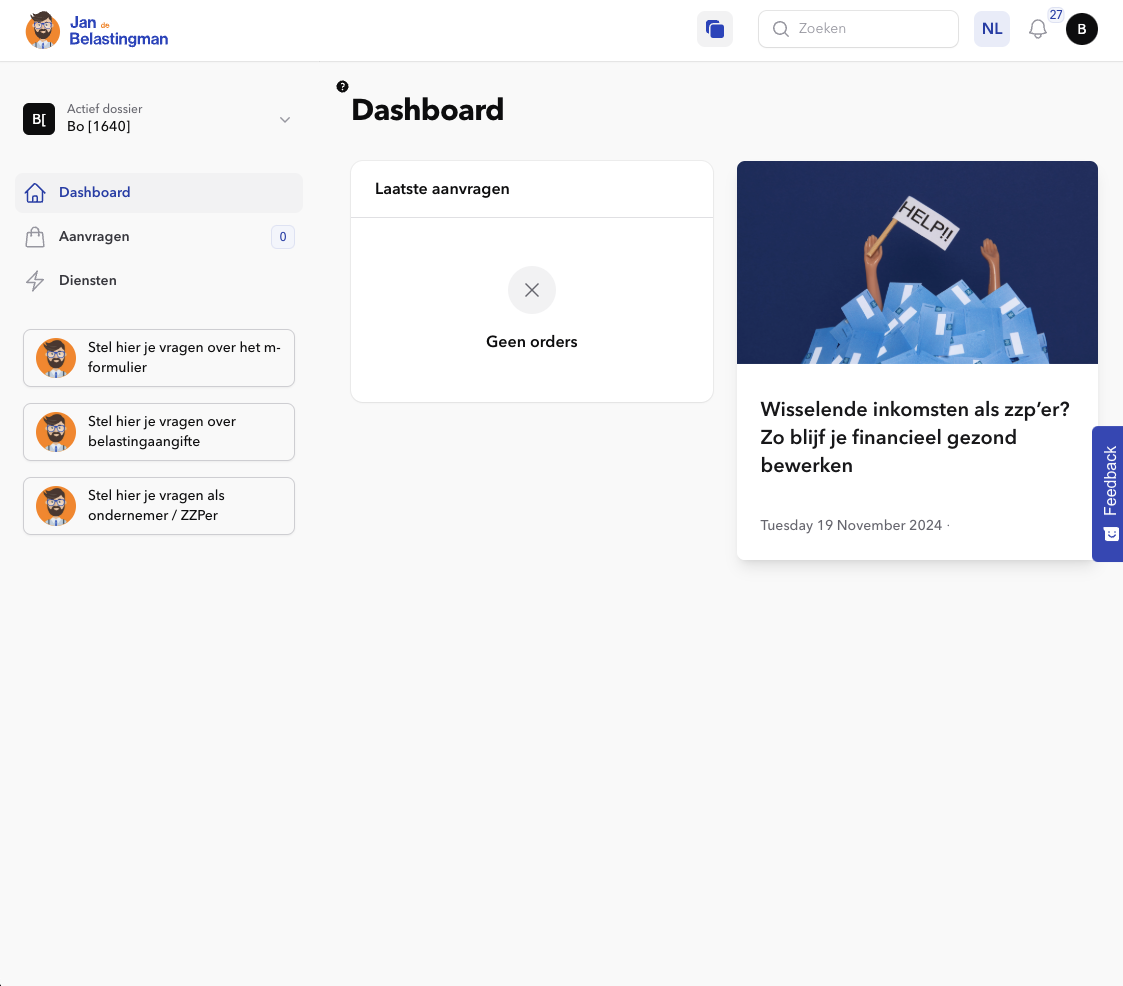 Jan de
Belastingman
Zoeken
NL
27
B
B[
Actief dossier
Bo [1640]
?
Dashboard
Dashboard
Aanvragen
0
Diensten
Stel hier je vragen over het m-
formulier
Stel hier je vragen over
belastingaangifte
Stel hier je vragen als
ondernemer / ZZPer
Laatste aanvragen
Geen orders
HELP!!
Wisselende inkomsten als zzp’er?
Zo blijf je financieel gezond
bewerken
Tuesday 19 November 2024 ·
Feedback